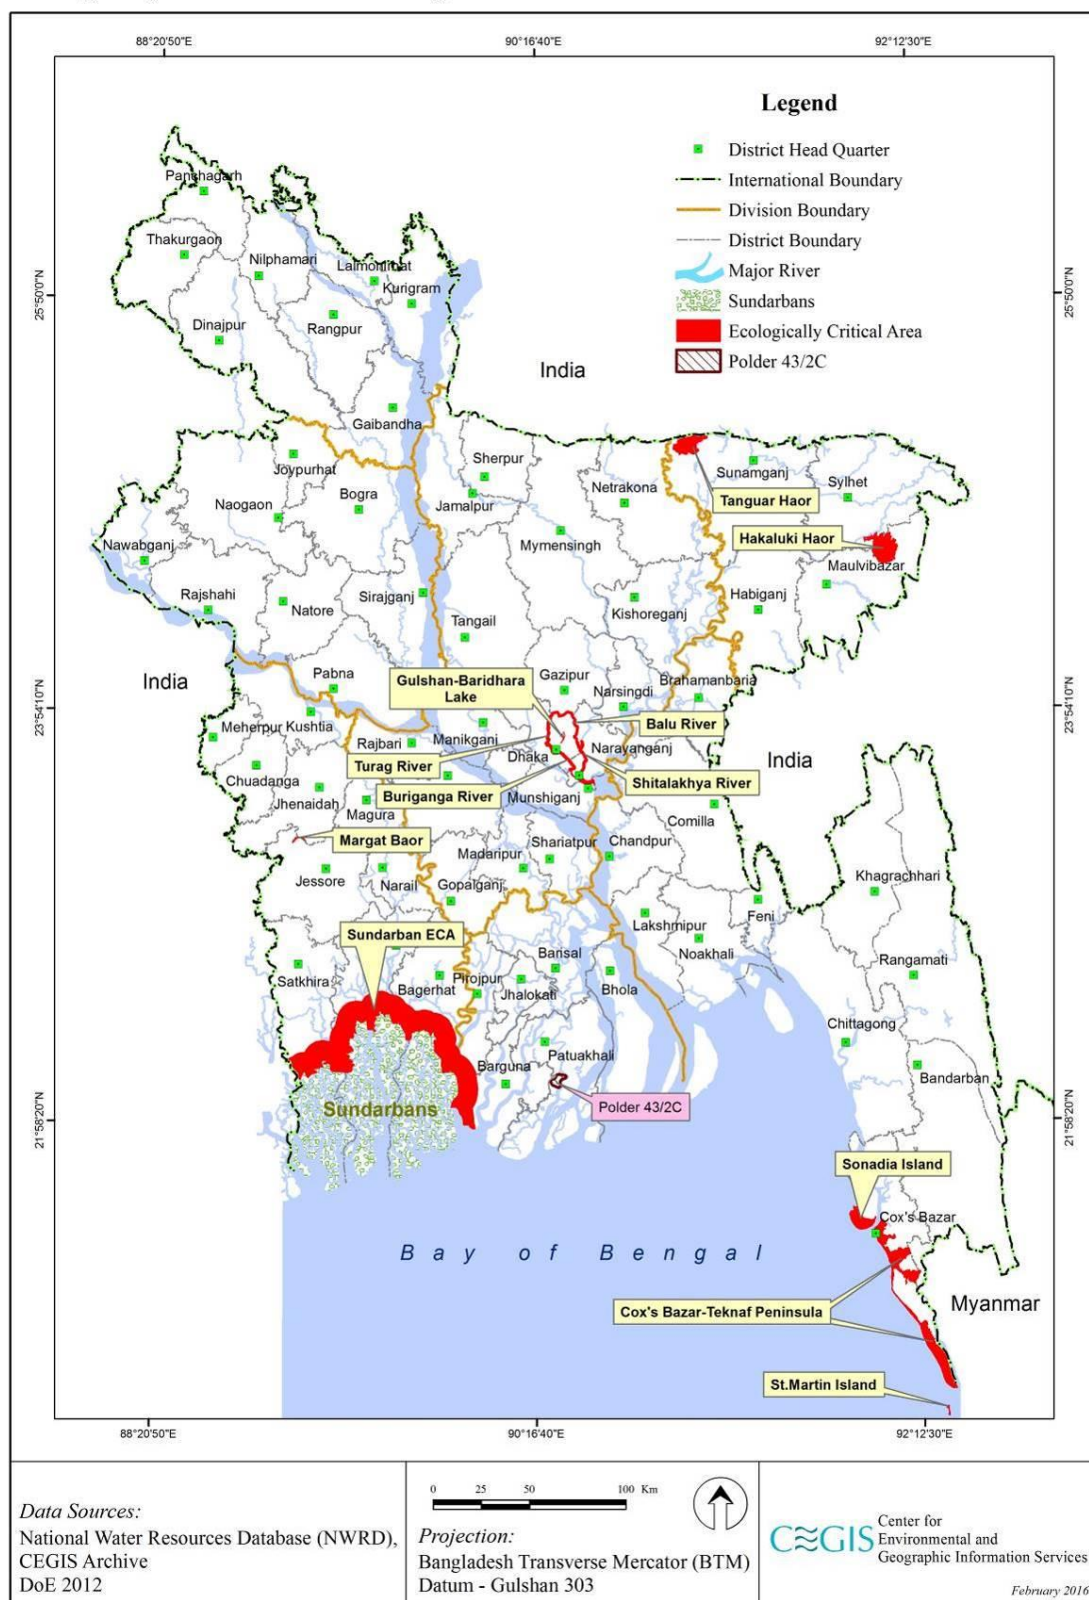 88°20'50"E
90°16'40"E
92°12'30"E
Legend
District Head Quarter
International Boundary
Division Boundary
District Boundary
Major River
Sundarbans
Ecologically Critical Area
Polder 43/2C
25°50'0"N
25°50'0"N
Panchagarh
Thakurgaon
Nilphamari
Lalmonirhat
Kurigram
Dinajpur
Rangpur
India
Gaibandha
Joypurhat
Sherpur
Sunamganj
Sylhet
Naogaon
Bogra
Jamalpur
Netrakona
Tanguar Haor
Nawabganj
Mymensingh
Hakaluki Haor
Maulvibazar
Rajshahi
Natore
Sirajganj
Kishoreganj
Habiganj
Tangail
India
Pabna
Gulshan-Baridhara
Lake
Gazipur
Narsingdi
Brahamanbaria
23°54'10"N
23°54'10"N
Meherpur
Kushtia
Rajbari
Manikganj
Balu River
Dhaka
Narayanganj
Turag River
India
Chuadanga
Shitalakhya River
Jhenaidah
Buriganga River
Munshiganj
Magura
Comilla
Margat Baor
Shariatpur
Chandpur
Madaripur
Jessore
Narail
Gopalganj
Khagrachhari
Feni
Lakshmipur
Sundarban ECA
Noakhali
Satkhira
Barisal
Rangamati
Bagerhat
Pirojpur
Jhalokati
Bhola
Chittagong
Patuakhali
Barguna
Bandarban
Polder 43/2C
Sundarbans
21°58'20"N
21°58'20"N
Sonadia Island
Cox's Bazar
Bay of Bengal
Cox's Bazar-Teknaf Peninsula
Myanmar
St.Martin Island
88°20'50"E
90°16'40"E
92°12'30"E
Data Sources:
National Water Resources Database (NWRD),
CEGIS Archive
DoE 2012
0 25 50 100 Km
Projection:
Bangladesh Transverse Mercator (BTM)
Datum - Gulshan 303
CEGIS
Center for
Environmental and
Geographic Information Services
February 2016